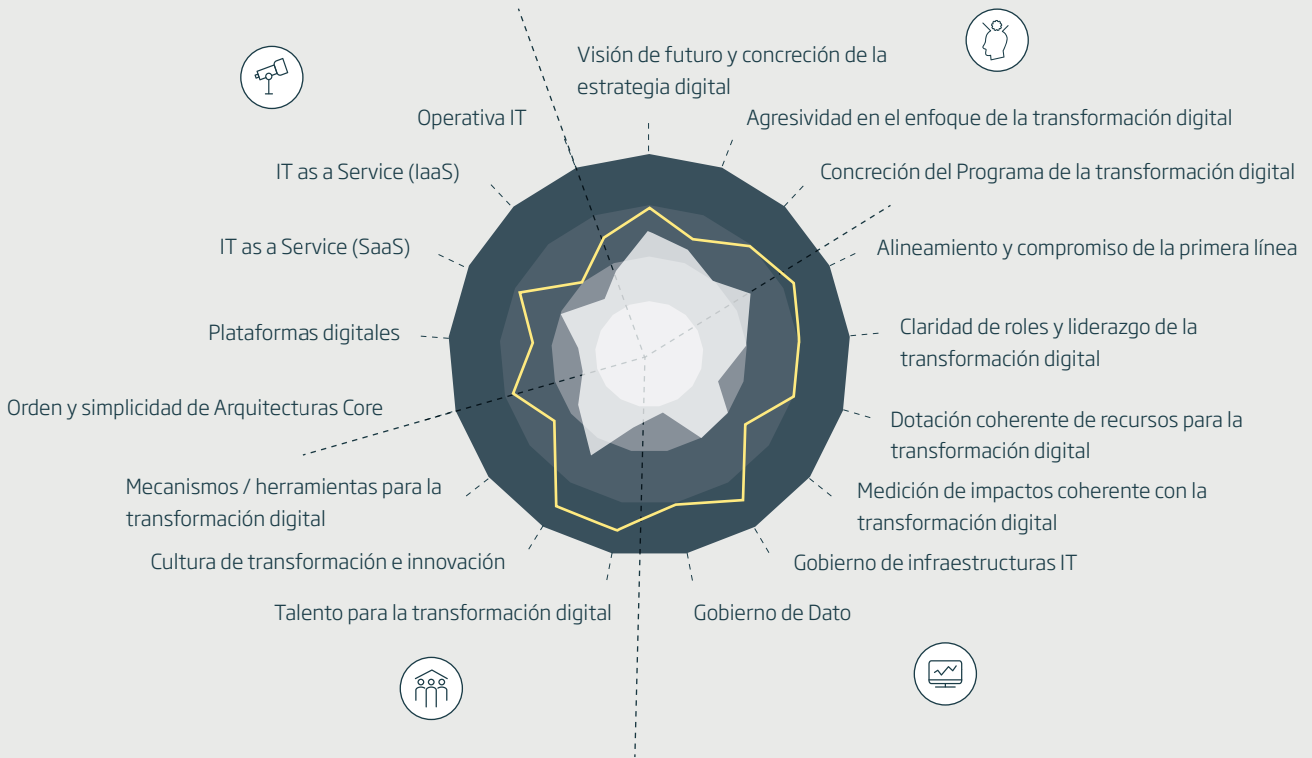 Visión de futuro y concreción de la
estrategia digital
Agresividad en el enfoque de la transformación digital
Concreción del Programa de la transformación digital
Alineamiento y compromiso de la primera línea
Claridad de roles y liderazgo de la
transformación digital
Dotación coherente de recursos para la
transformación digital
Medición de impactos coherente con la
transformación digital
Gobierno de infraestructuras IT
Gobierno de Dato
Talento para la transformación digital
Cultura de transformación e innovación
Mecanismos / herramientas para la
transformación digital
Orden y simplicidad de Arquitecturas Core
Plataformas digitales
IT as a Service (SaaS)
IT as a Service (IaaS)
Operativa IT